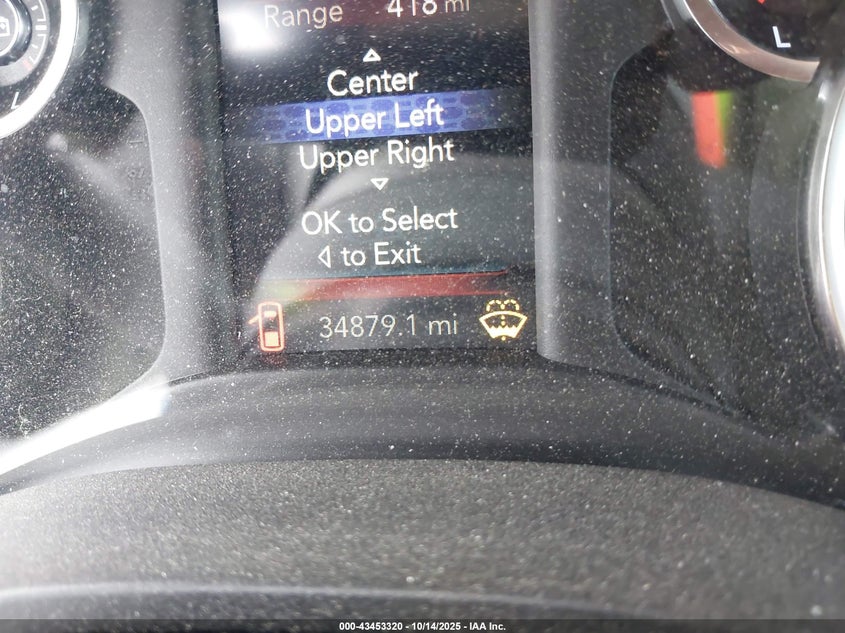 Range 418 mi
Center
Upper Left
Upper Right
OK to Select
to Exit
34879.1 mi
L
000-43453320 - 10/14/2025 - IAA Inc.